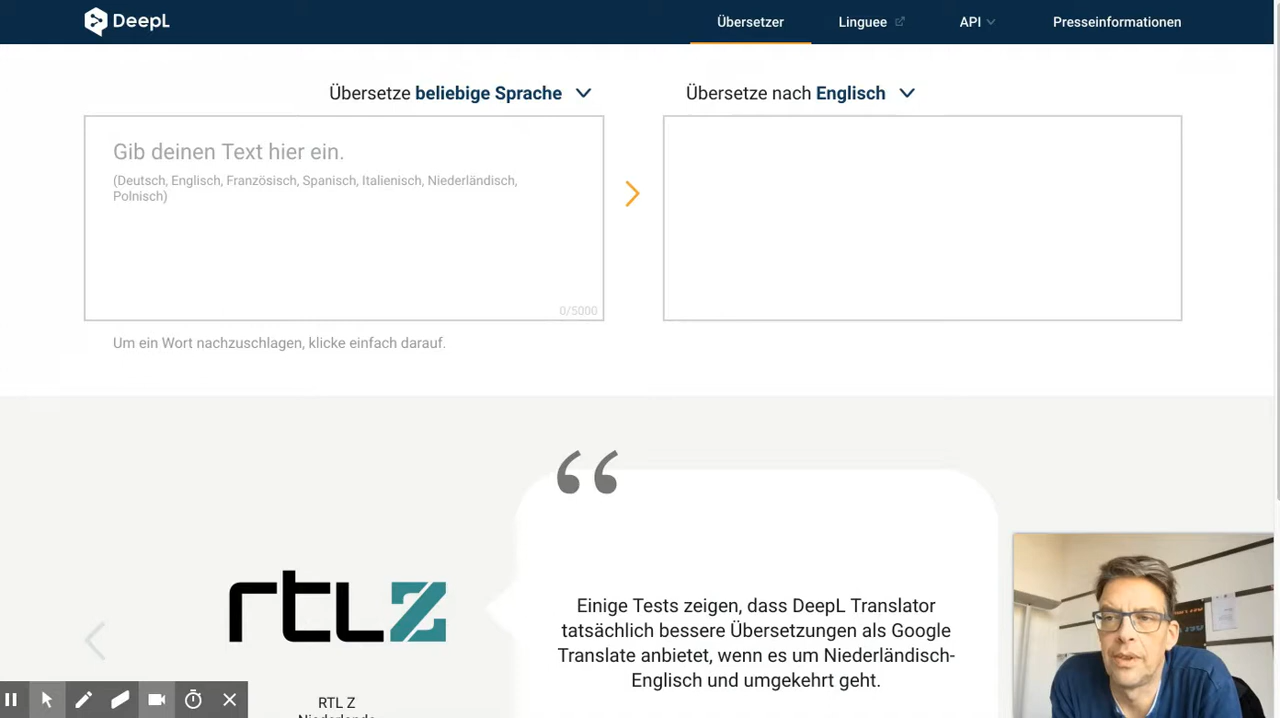 DeepL
Übersetzer
Linguee
API
Presseinformationen
Übersetze beliebige Sprache
Übersetze nach Englisch
Gib deinen Text hier ein.
(Deutsch, Englisch, Französisch, Spanisch, Italienisch, Niederländisch,
Polnisch)
0/5000
Um ein Wort nachzuschlagen, klicke einfach darauf.
“
rtl Z
Einige Tests zeigen, dass DeepL Translator
tatsächlich bessere Übersetzungen als Google
Translate anbietet, wenn es um Niederländisch-
Englisch und umgekehrt geht.
RTL Z
Niederlande